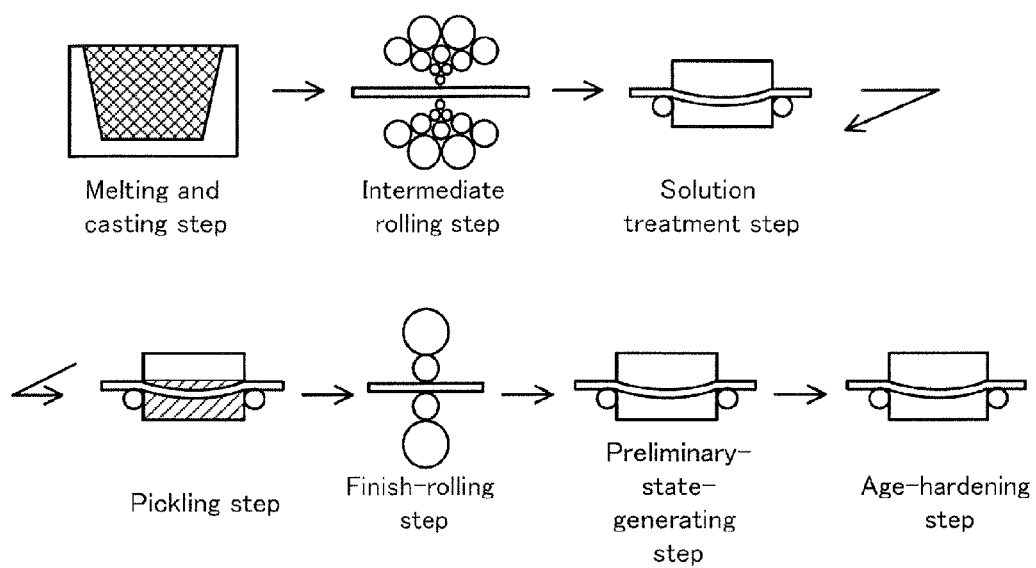 Melting and
casting step
Intermediate
rolling step
Solution
treatment step
Pickling step
Finish-rolling
step
Preliminary-
state-
generating
step
Age-hardening
step